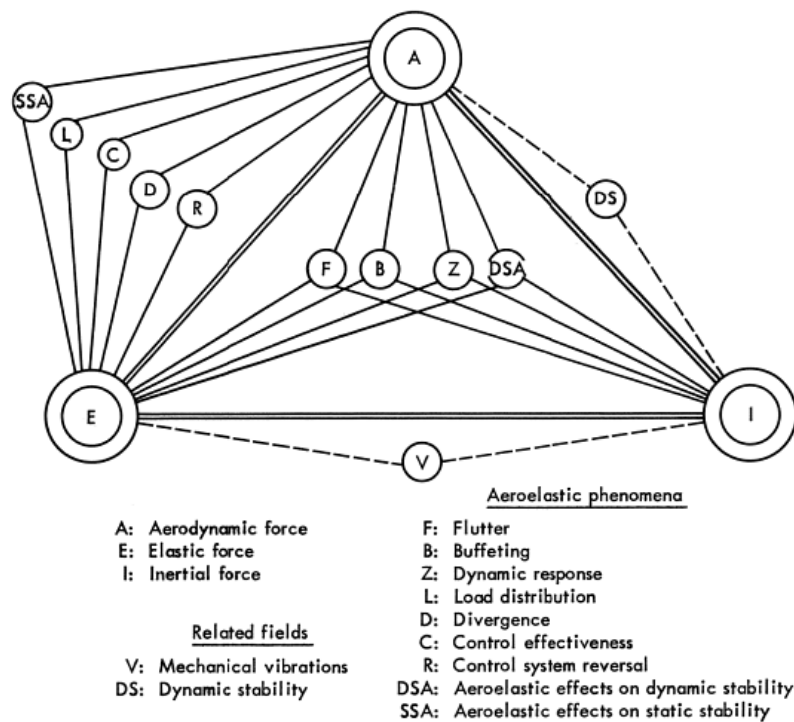 A
SSA
L
C
D
R
DS
F
B
Z
DSA
E
I
V
Aeroelastic phenomena
A: Aerodynamic force
E: Elastic force
I: Inertial force
Related fields
V: Mechanical vibrations
DS: Dynamic stability
F: Flutter
B: Buffeting
Z: Dynamic response
L: Load distribution
D: Divergence
C: Control effectiveness
R: Control system reversal
DSA: Aeroelastic effects on dynamic stability
SSA: Aeroelastic effects on static stability